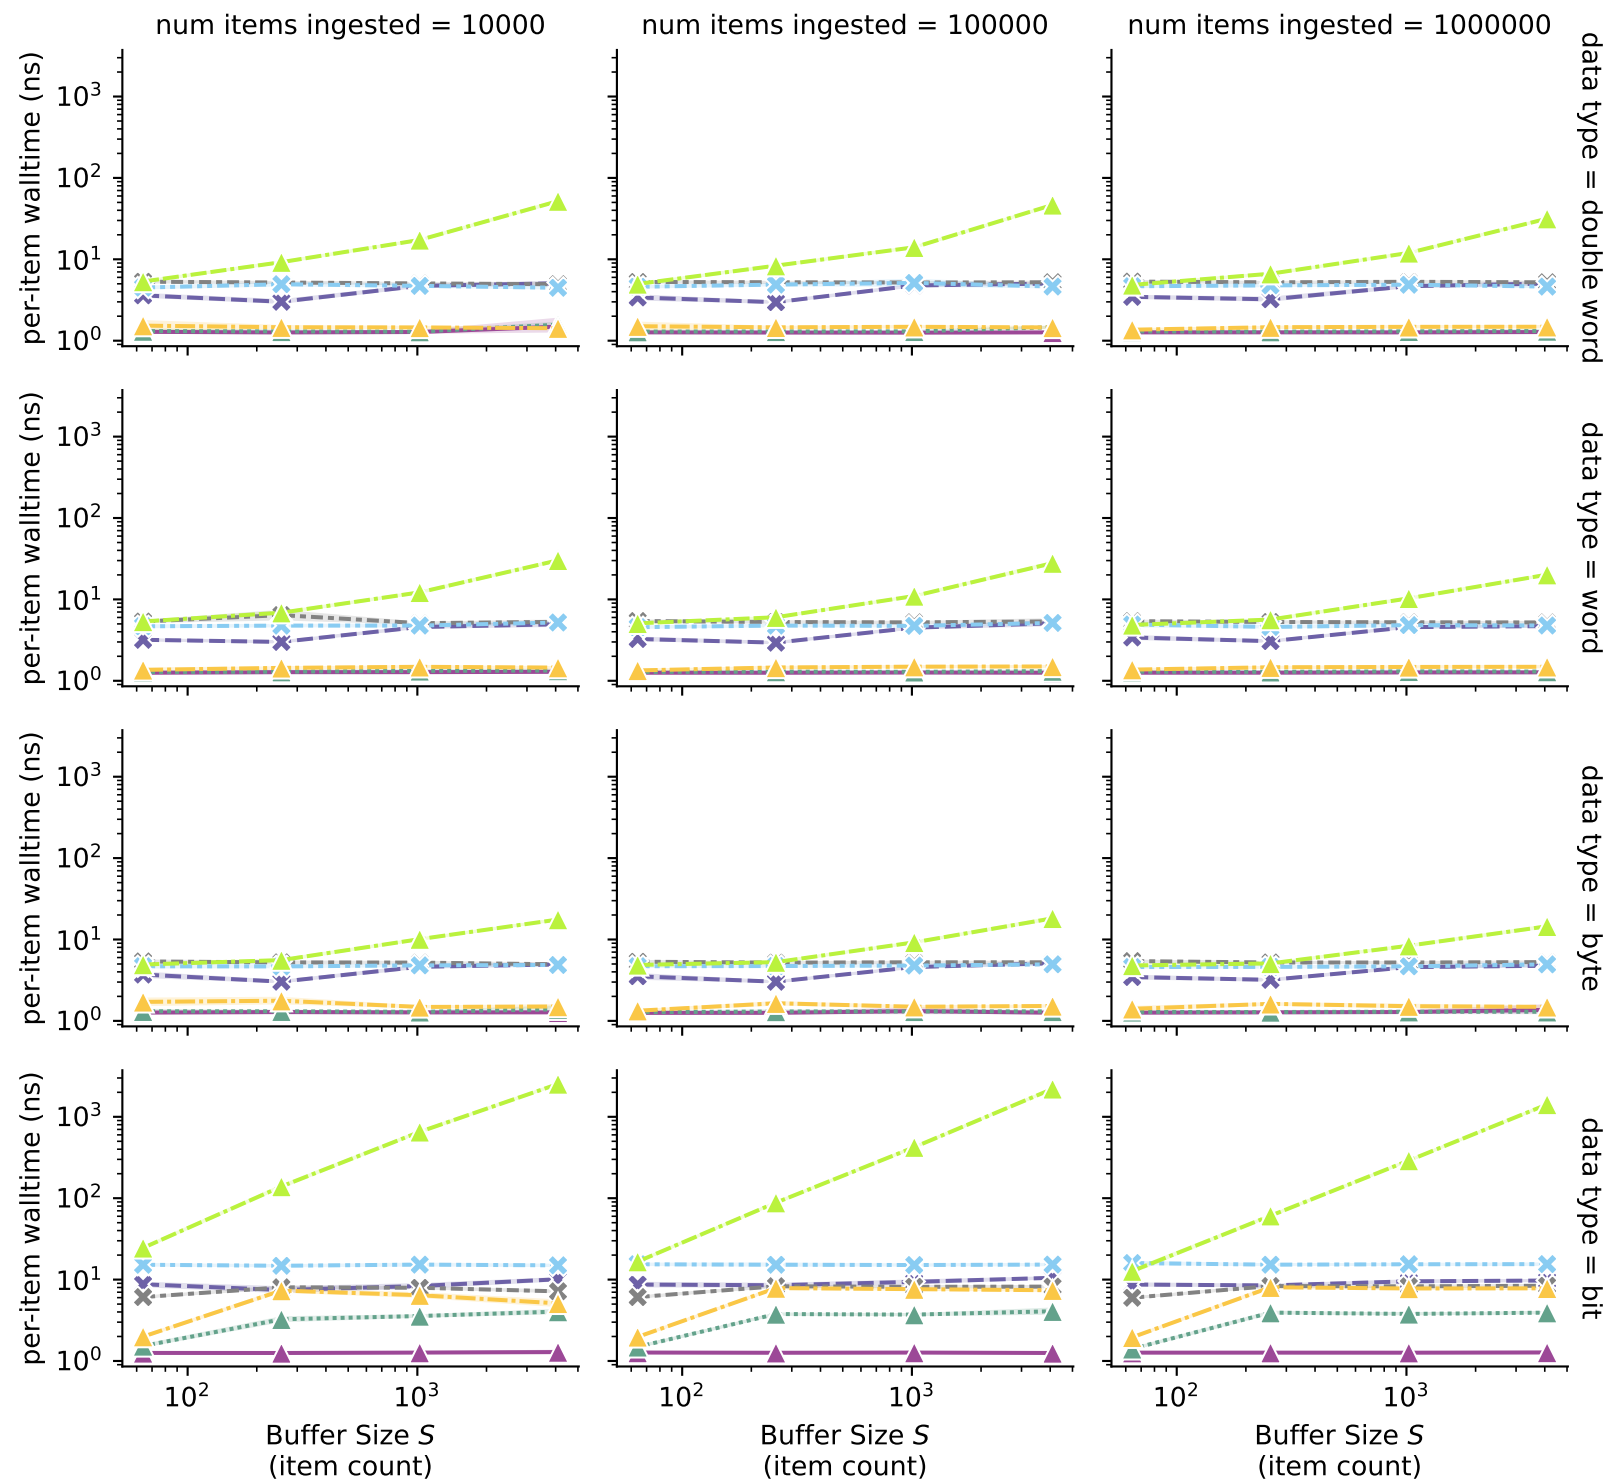 num items ingested = 10000
num items ingested = 100000
num items ingested = 1000000
per-item walltime (ns)
10³
10²
10¹
10⁰
data type = double word
per-item walltime (ns)
10³
10²
10¹
10⁰
data type = word
per-item walltime (ns)
10³
10²
10¹
10⁰
data type = byte
per-item walltime (ns)
10³
10²
10¹
10⁰
data type = bit
10² 10³
10² 10³
10² 10³
Buffer Size S
(item count)
Buffer Size S
(item count)
Buffer Size S
(item count)